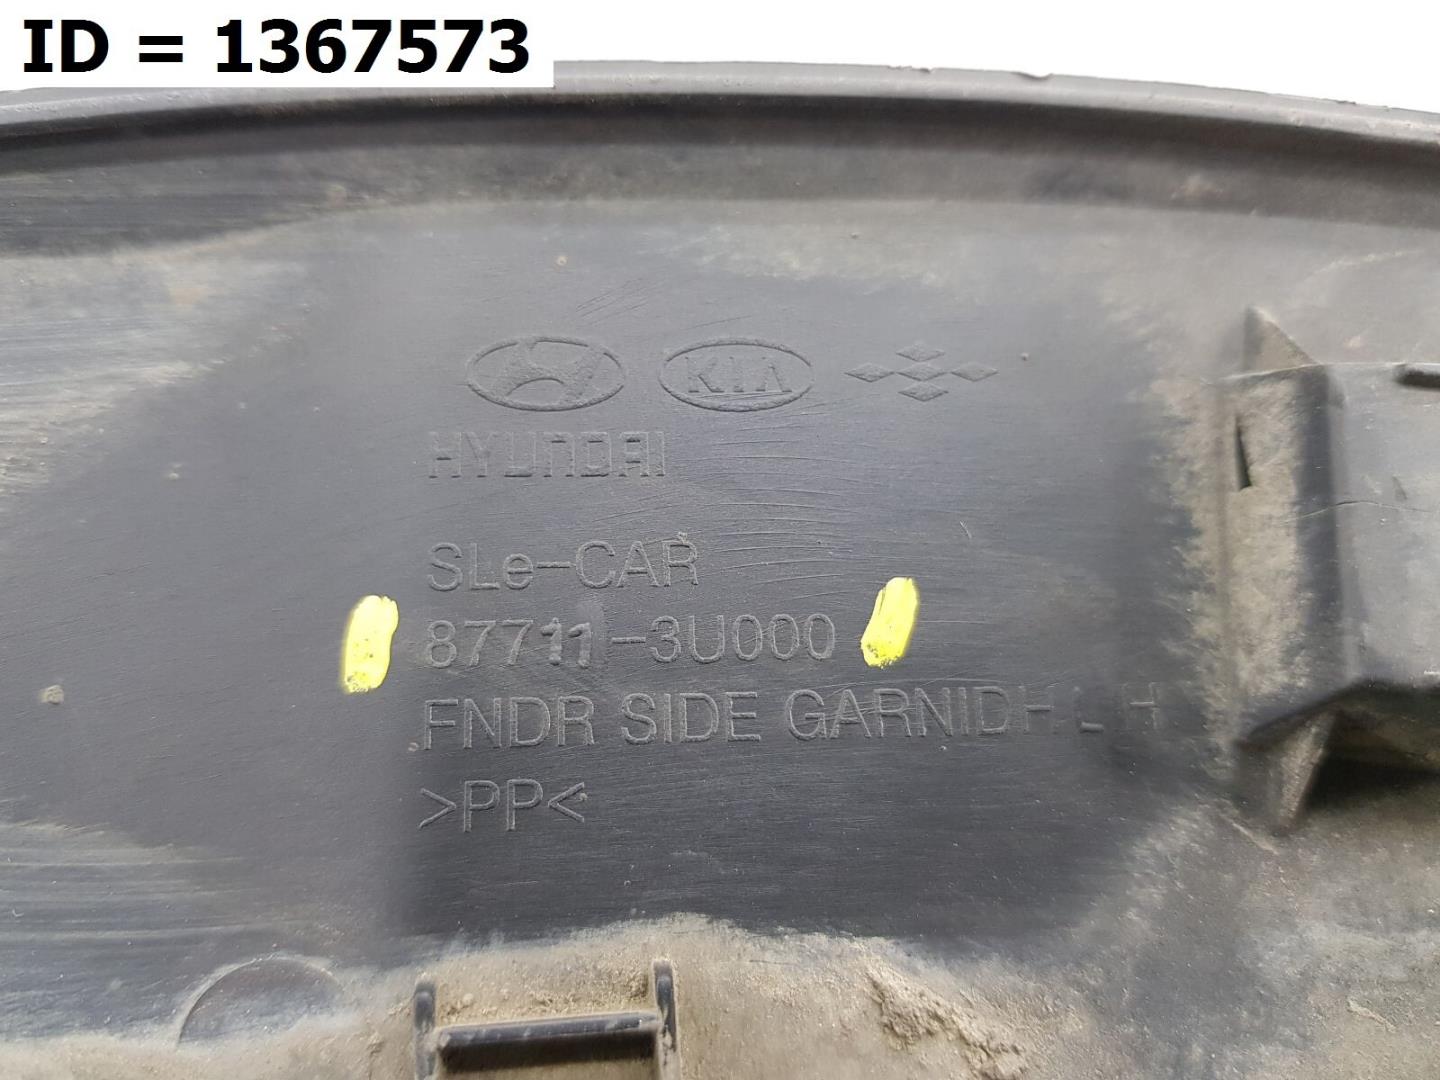 ID = 1367573
KIA
HYUNDAI
SLe-CAR
87711-3U000
FNDR SIDE GARNIDH,LH
>PP<